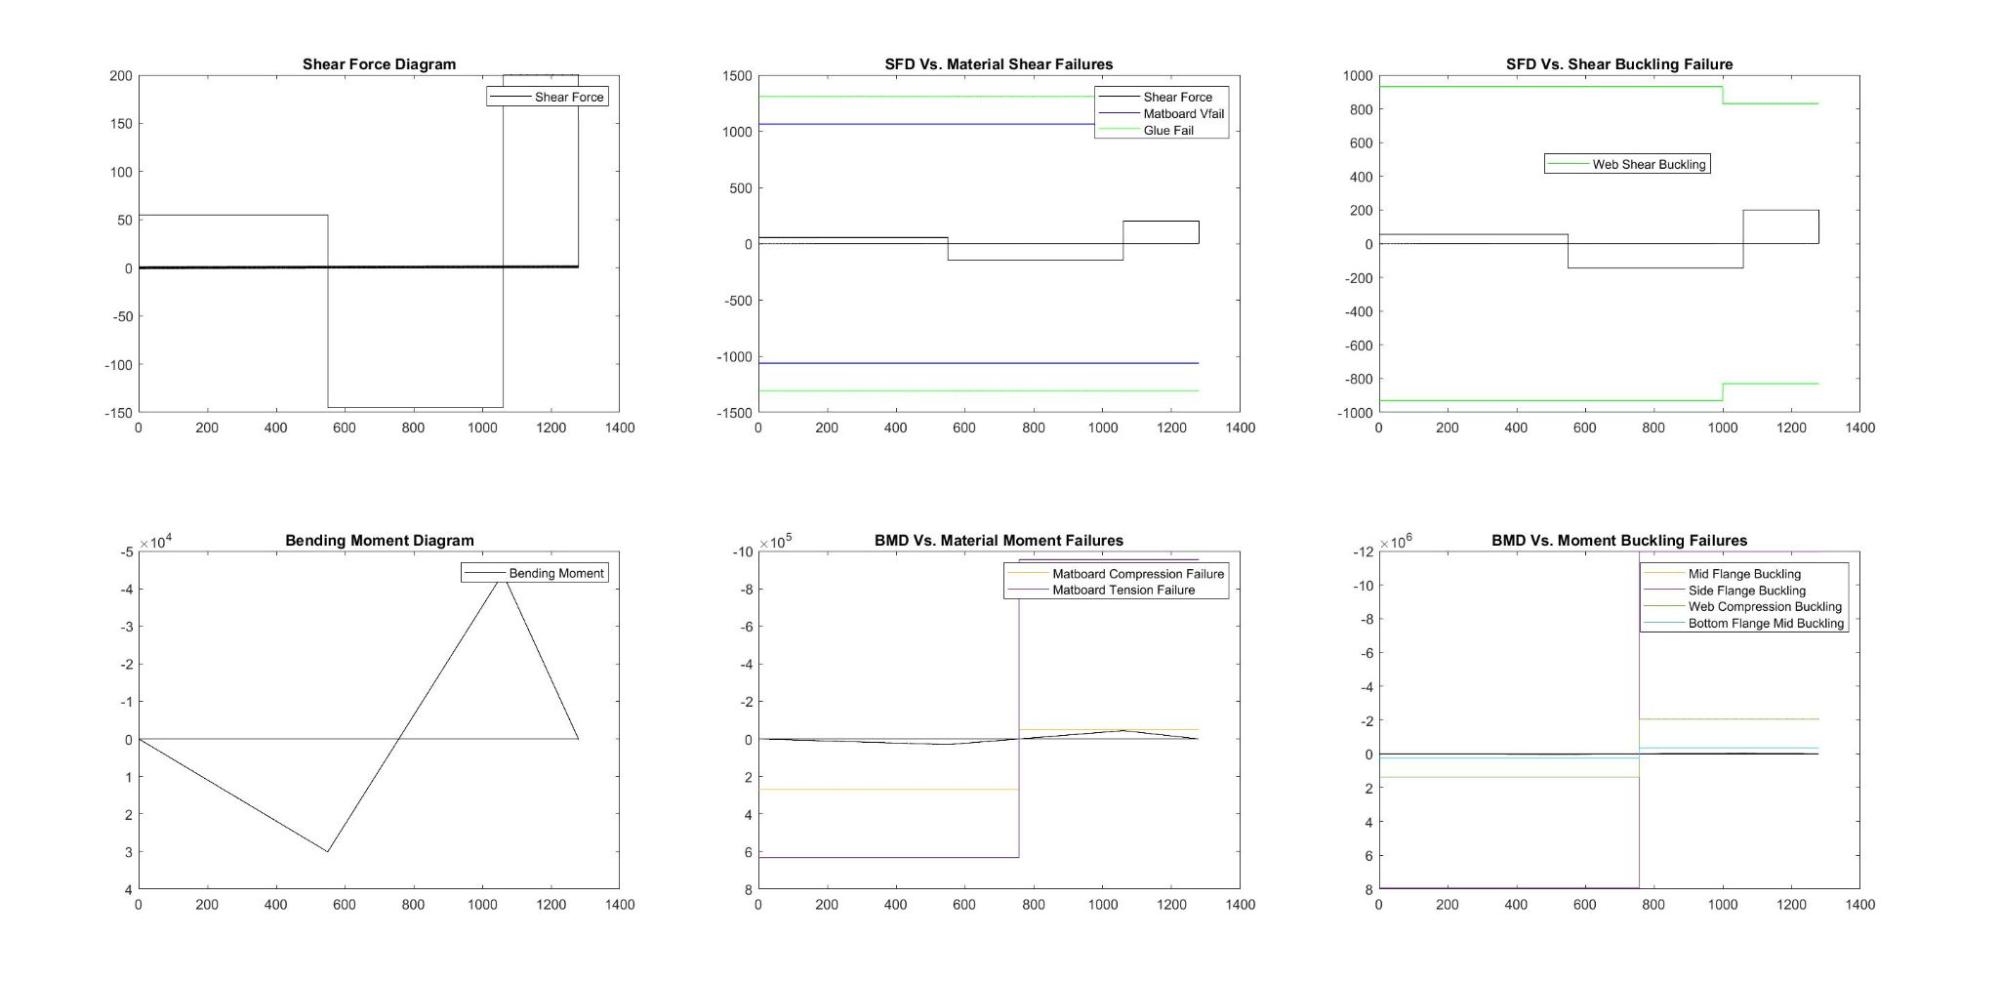 Shear Force Diagram
200
150
100
50
0
-50
-100
-150
0 200 400 600 800 1000 1200 1400
Shear Force
SFD Vs. Material Shear Failures
1500
1000
500
0
-500
-1000
-1500
0 200 400 600 800 1000 1200 1400
Shear Force
Matboard Vfail
Glue Fail
SFD Vs. Shear Buckling Failure
1000
800
600
400
200
0
-200
-400
-600
-800
-1000
0 200 400 600 800 1000 1200 1400
Web Shear Buckling
Bending Moment Diagram
×10⁴
-5
-4
-3
-2
-1
0
1
2
3
4
0 200 400 600 800 1000 1200 1400
Bending Moment
BMD Vs. Material Moment Failures
×10⁵
-10
-8
-6
-4
-2
0
2
4
6
8
0 200 400 600 800 1000 1200 1400
Matboard Compression Failure
Matboard Tension Failure
BMD Vs. Moment Buckling Failures
×10⁶
-12
-10
-8
-6
-4
-2
0
2
4
6
8
0 200 400 600 800 1000 1200 1400
Mid Flange Buckling
Side Flange Buckling
Web Compression Buckling
Bottom Flange Mid Buckling